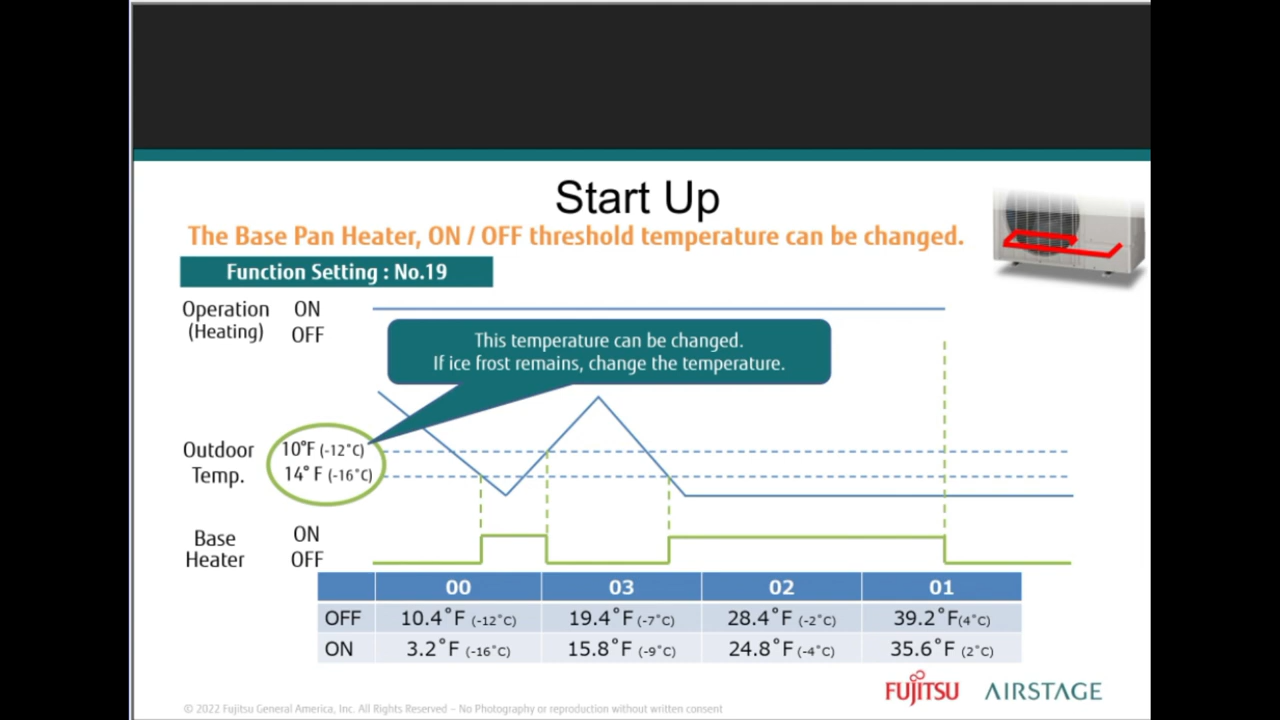 Start Up
The Base Pan Heater, ON / OFF threshold temperature can be changed.
Function Setting : No.19
Operation ON
(Heating) OFF
This temperature can be changed.
If ice frost remains, change the temperature.
Outdoor 10°F (-12˚C)
Temp. 14° F (-16˚C)
Base ON
Heater OFF
00 03 02 01
OFF 10.4˚F (-12˚C) 19.4˚F (-7˚C) 28.4˚F (-2˚C) 39.2˚F(4˚C)
ON 3.2˚F (-16˚C) 15.8˚F (-9˚C) 24.8˚F (-4˚C) 35.6˚F (2˚C)
FUJITSU AIRSTAGE
© 2022 Fujitsu General America, Inc. All Rights Reserved – No Photography or reproduction without written consent